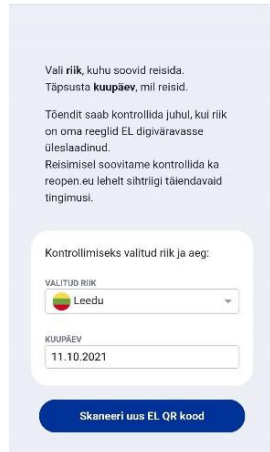 Vali riik, kuhu soovid reisida.
Täpsusta kuupäev, mil reisid.
Tõendit saab kontrollida juhul, kui riik
on oma reeglid EL digiväravasse
üleslaadinud.
Reisimisel soovitame kontrollida ka
reopen.eu lehelt sihtriigi täiendavaid
tingimusi.
Kontrollimiseks valitud riik ja aeg:
VALITUD RIIK
Leedu
KUUPÄEV
11.10.2021
Skaneeri uus EL QR kood